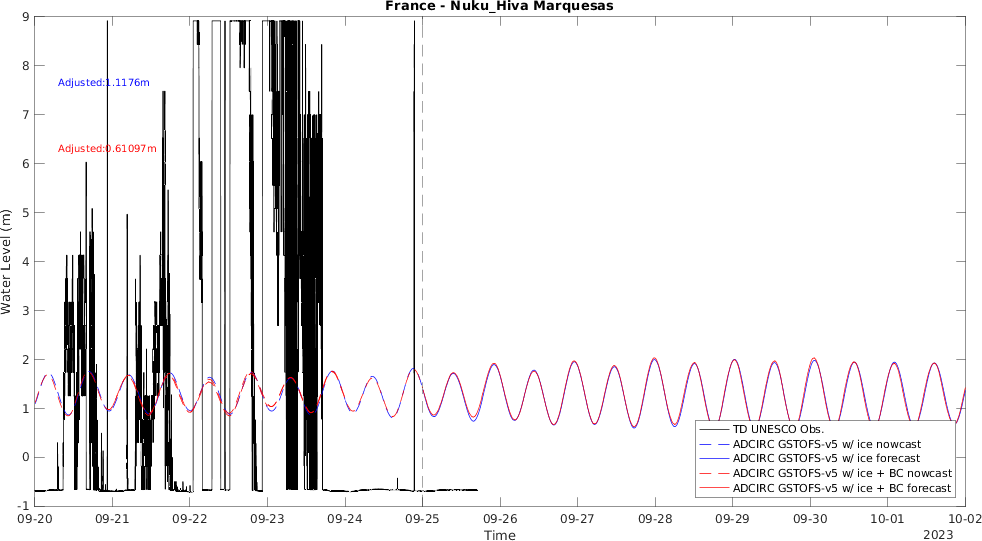 France - Nuku_Hiva Marquesas
9
8
7
6
5
4
3
2
1
0
-1
Water Level (m)
Adjusted:1.1176m
Adjusted:0.61097m
TD UNESCO Obs.
ADCIRC GSTOFS-v5 w/ ice nowcast
ADCIRC GSTOFS-v5 w/ ice forecast
ADCIRC GSTOFS-v5 w/ ice + BC nowcast
ADCIRC GSTOFS-v5 w/ ice + BC forecast
09-20 09-21 09-22 09-23 09-24 09-25 09-26 09-27 09-28 09-29 09-30 10-01 10-02
Time
2023